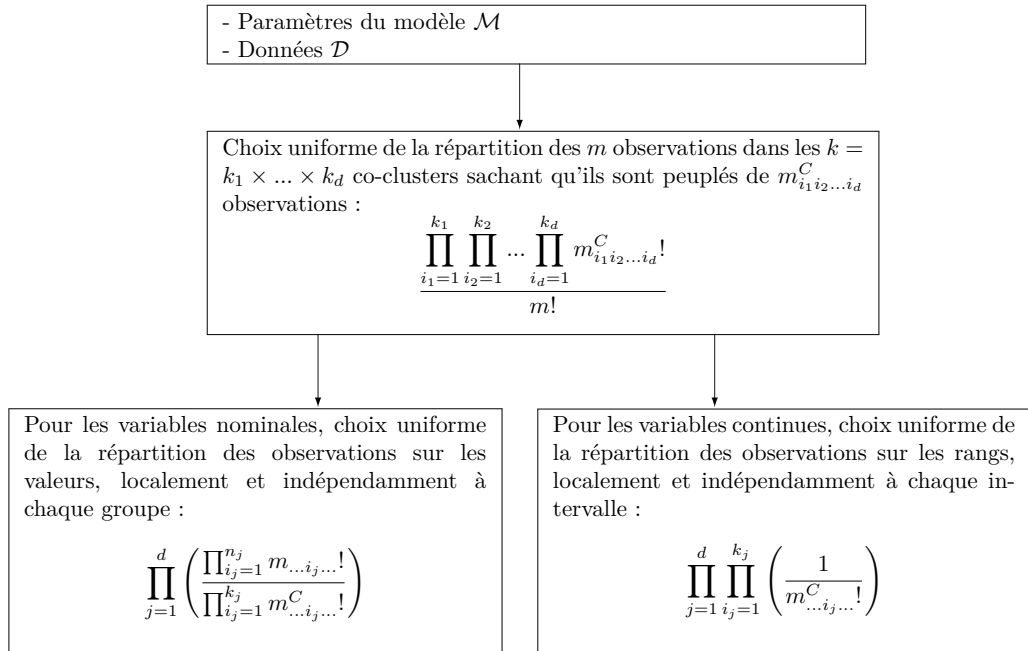 - Paramètres du modèle $\mathcal{M}$
- Données $\mathcal{D}$
Choix uniforme de la répartition des $m$ observations dans les $k =$
$k_1 \times ... \times k_d$ co-clusters sachant qu'ils sont peuplés de $m^C_{i_1 i_2 ... i_d}$
observations :
$$\frac{\prod_{i_1=1}^{k_1} \prod_{i_2=1}^{k_2} ... \prod_{i_d=1}^{k_d} m^C_{i_1 i_2 ... i_d}!}{m!}$$
Pour les variables nominales, choix uniforme
de la répartition des observations sur les
valeurs, localement et indépendamment à
chaque groupe :
$$\prod_{j=1}^{d} \left( \frac{\prod_{i_j=1}^{n_j} m_{...i_j...}!}{\prod_{i_j=1}^{k_j} m^C_{...i_j...}!} \right)$$
Pour les variables continues, choix uniforme de
la répartition des observations sur les rangs,
localement et indépendamment à chaque in-
tervalle :
$$\prod_{j=1}^{d} \prod_{i_j=1}^{k_j} \left( \frac{1}{m^C_{...i_j...}!} \right)$$